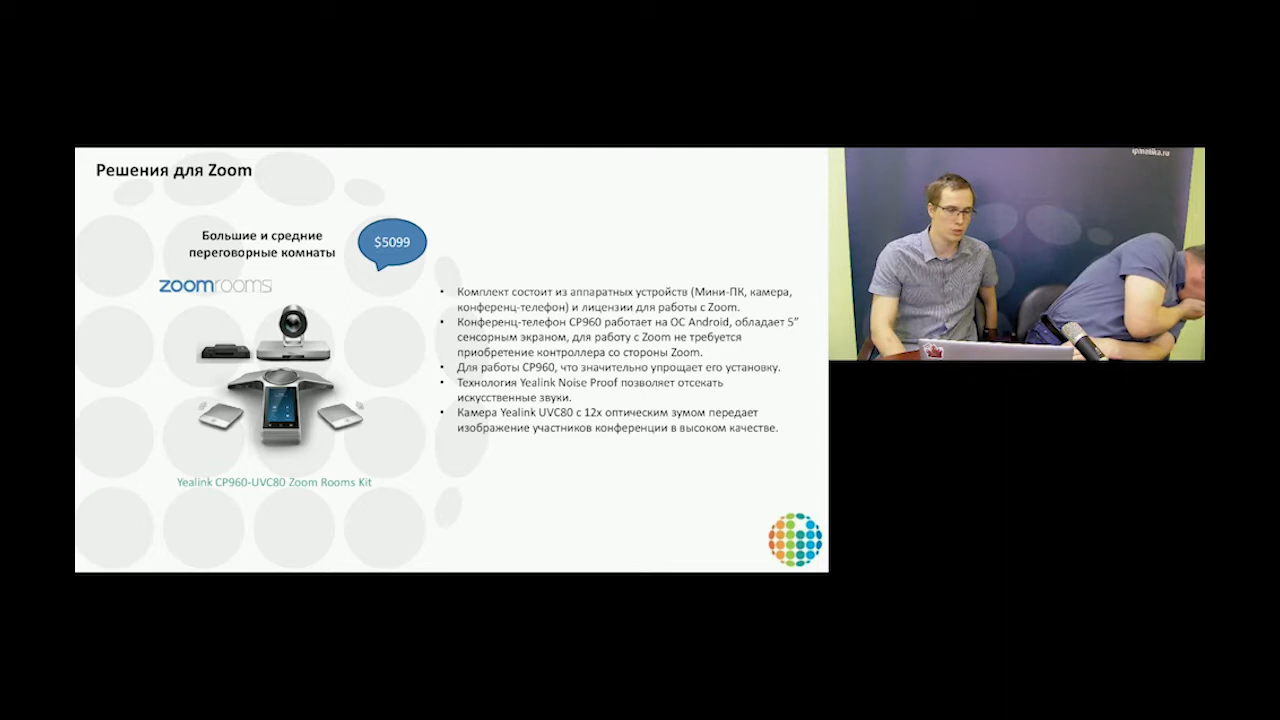 Решения для Zoom
Большие и средние
переговорные комнаты
$5099
zoomrooms
Yealink CP960-UVC80 Zoom Rooms Kit
• Комплект состоит из аппаратных устройств (Мини-ПК, камера,
конференц-телефон) и лицензии для работы с Zoom.
• Конференц-телефон CP960 работает на ОС Android, обладает 5”
сенсорным экраном, для работу с Zoom не требуется
приобретение контроллера со стороны Zoom.
• Для работы CP960, что значительно упрощает его установку.
• Технология Yealink Noise Proof позволяет отсекать
искусственные звуки.
• Камера Yealink UVC80 с 12x оптическим зумом передает
изображение участников конференции в высоком качестве.
ipmatika.ru